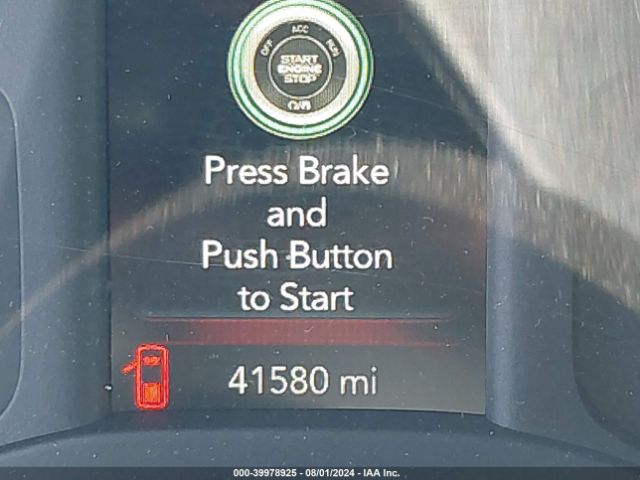 OFF ACC RUN
START
ENGINE
STOP
Press Brake
and
Push Button
to Start
41580 mi
000-39978925 - 08/01/2024 - IAA Inc.